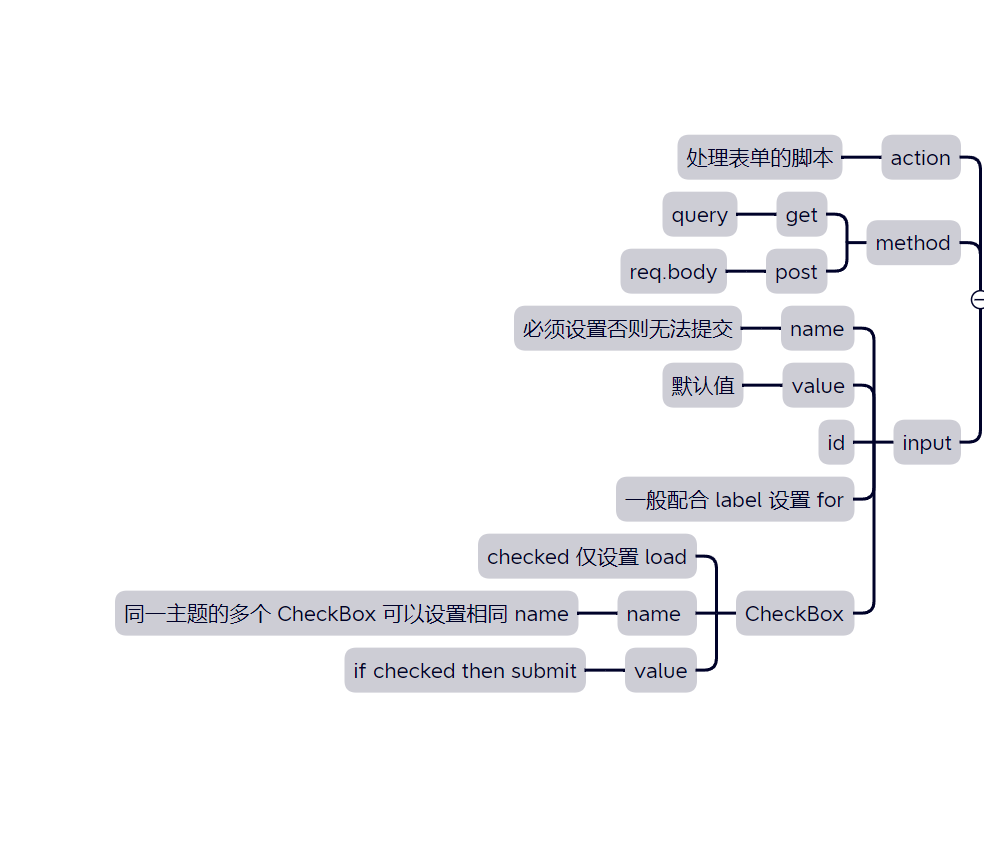 处理表单的脚本
action
query
get
method
req.body
post
必须设置否则无法提交
name
默认值
value
id
input
一般配合 label 设置 for
checked 仅设置 load
同一主题的多个 CheckBox 可以设置相同 name
name
CheckBox
if checked then submit
value